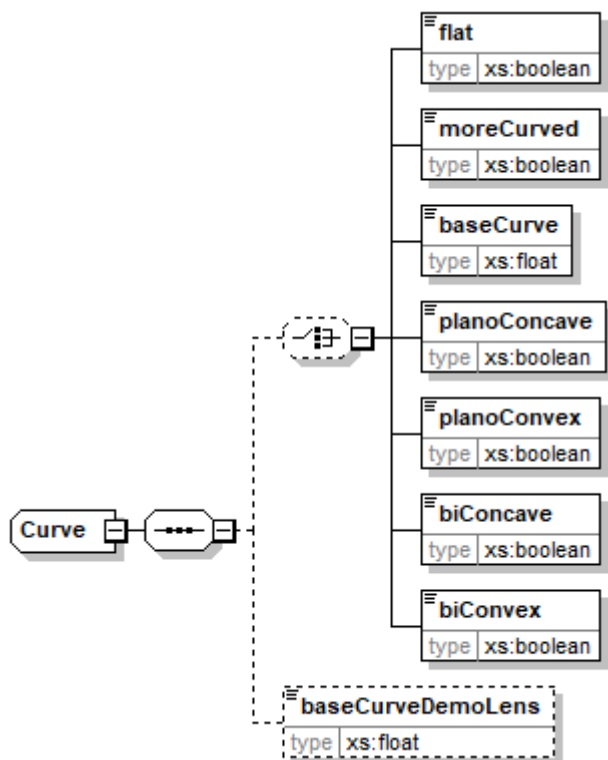 flat
type xs:boolean
moreCurved
type xs:boolean
baseCurve
type xs:float
planoConcave
type xs:boolean
planoConvex
type xs:boolean
Curve
biConcave
type xs:boolean
biConvex
type xs:boolean
baseCurveDemoLens
type xs:float